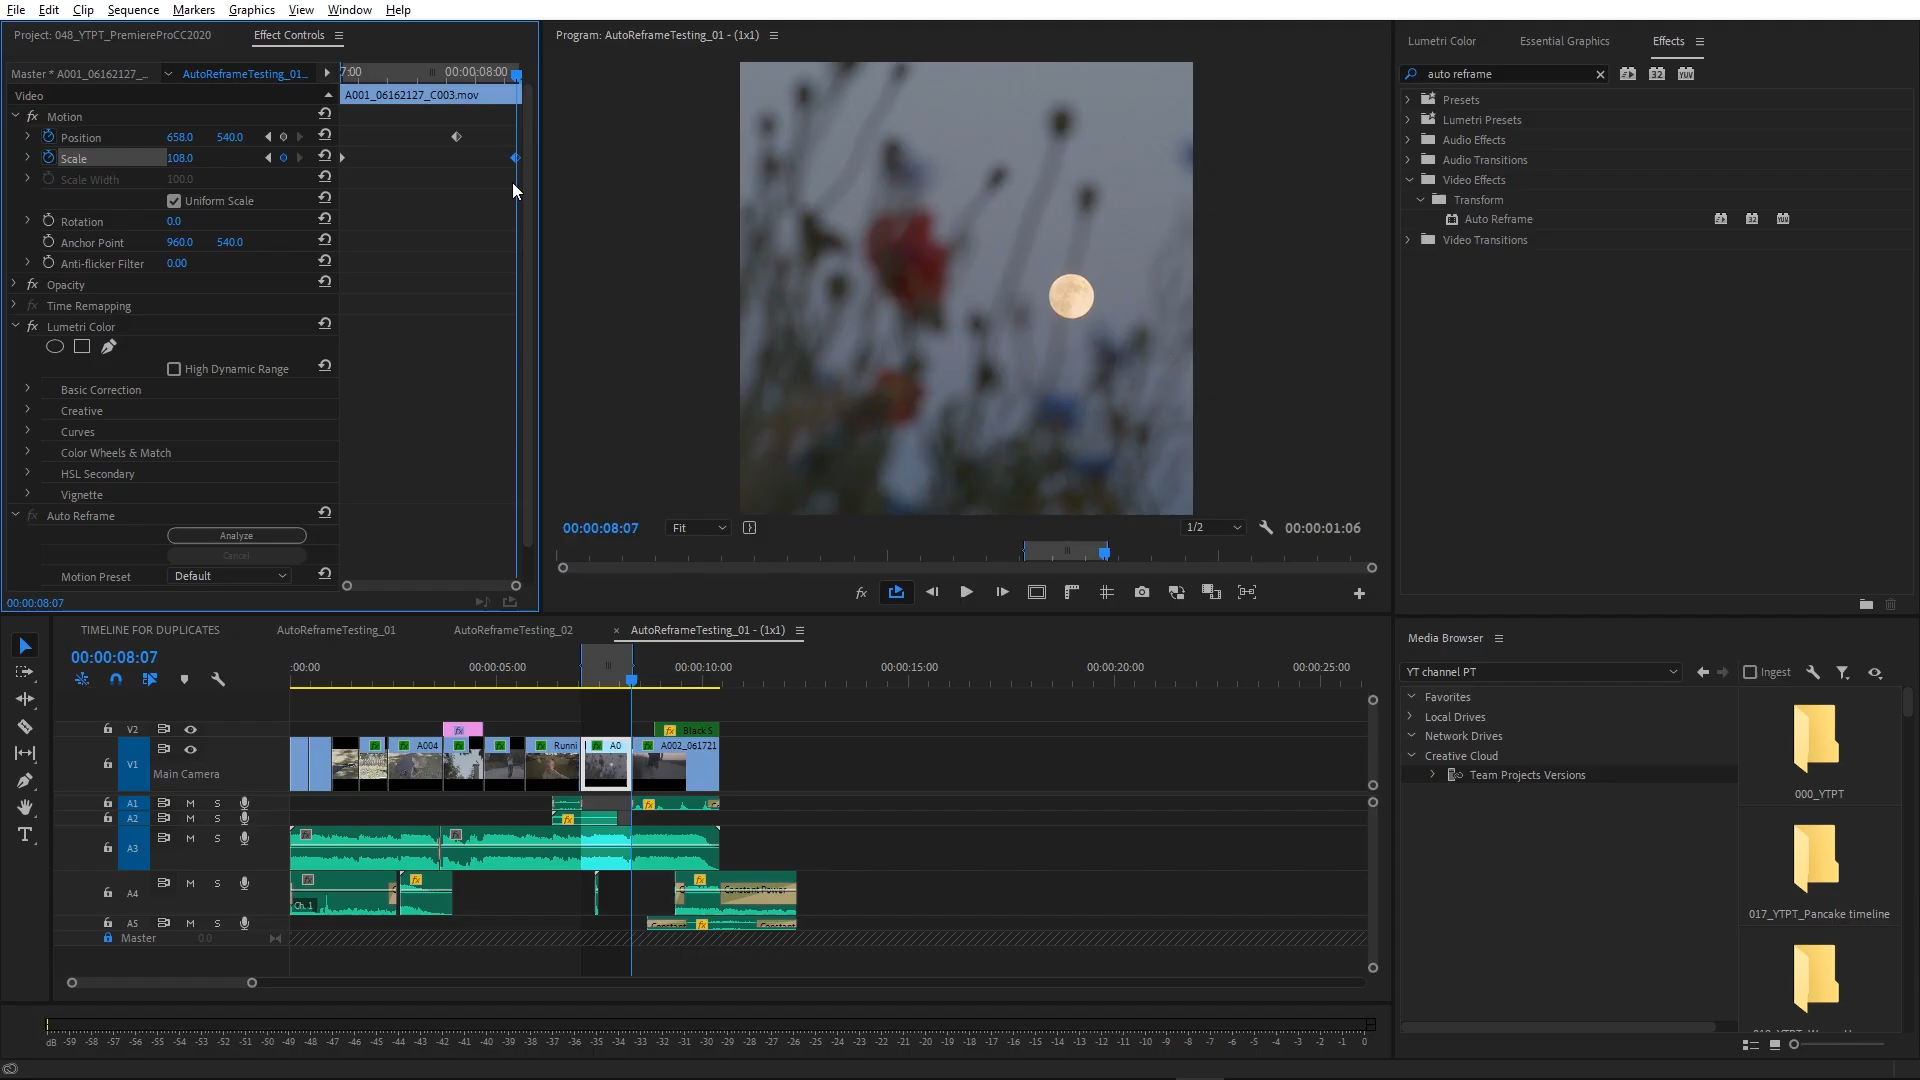 File Edit Clip Sequence Markers Graphics View Window Help
Project: 048_YTPT_PremiereProCC2020
Effect Controls
Master * A001_06162127_...
AutoReframeTesting_01...
7:00
00:00:08:00
Video
A001_06162127_C003.mov
fx Motion
Position 658.0 540.0
Scale 108.0
Scale Width 100.0
Uniform Scale
Rotation 0.0
Anchor Point 960.0 540.0
Anti-flicker Filter 0.00
fx Opacity
fx Time Remapping
fx Lumetri Color
High Dynamic Range
Basic Correction
Creative
Curves
Color Wheels & Match
HSL Secondary
Vignette
fx Auto Reframe
Analyze
Cancel
Motion Preset Default
00:00:08:07
Program: AutoReframeTesting_01 - (1x1)
00:00:08:07
Fit
1/2
00:00:01:06
fx
Lumetri Color
Essential Graphics
Effects
auto reframe
32
YUV
Presets
Lumetri Presets
Audio Effects
Audio Transitions
Video Effects
Transform
Auto Reframe
Video Transitions
TIMELINE FOR DUPLICATES
AutoReframeTesting_01
AutoReframeTesting_02
AutoReframeTesting_01 - (1x1)
00:00:08:07
:00:00
00:00:05:00
00:00:10:00
00:00:15:00
00:00:20:00
00:00:25:00
V2
fx
fx Black S
V1
Main Camera
A004
Runni
A0
A002_061721
A1 M S
A2 M S
A3 M S
A4 M S
Ch.1
Constant Power
A5 M S
Constant
Constant
Master 0.0
dB -59 -58 -57 -56 -55 -54 -53 -52 -51 -50 -49 -48 -47 -46 -45 -44 -43 -42 -41 -40 -39 -38 -37 -36 -35 -34 -33 -32 -31 -30 -29 -28 -27 -26 -25 -24 -23 -22 -21 -20 -19 -18 -17 -16 -15 -14 -13 -12 -11 -10 -9 -8 -7 -6 -5 -4 -3 -2 -1 0
Media Browser
YT channel PT
Ingest
Favorites
Local Drives
Network Drives
Creative Cloud
Team Projects Versions
000_YTPT
017_YTPT_Pancake timeline